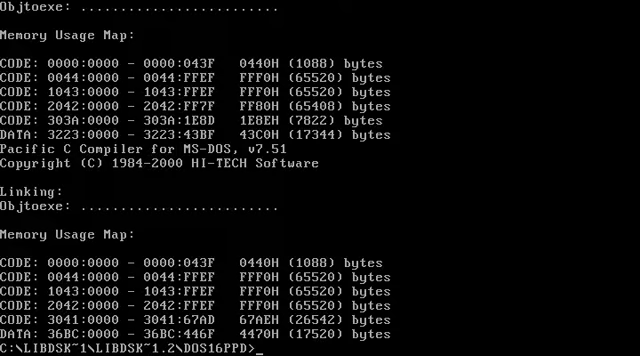 Objtoexe: .........................
Memory Usage Map:
CODE: 0000:0000 - 0000:043F   0440H (1088) bytes
CODE: 0044:0000 - 0044:FFEF   FFF0H (65520) bytes
CODE: 1043:0000 - 1043:FFEF   FFF0H (65520) bytes
CODE: 2042:0000 - 2042:FF7F   FF80H (65408) bytes
CODE: 303A:0000 - 303A:1E8D   1E8EH (7822) bytes
DATA: 3223:0000 - 3223:43BF   43C0H (17344) bytes
Pacific C Compiler for MS-DOS, v7.51
Copyright (C) 1984-2000 HI-TECH Software
Linking:
Objtoexe: .........................
Memory Usage Map:
CODE: 0000:0000 - 0000:043F   0440H (1088) bytes
CODE: 0044:0000 - 0044:FFEF   FFF0H (65520) bytes
CODE: 1043:0000 - 1043:FFEF   FFF0H (65520) bytes
CODE: 2042:0000 - 2042:FFEF   FFF0H (65520) bytes
CODE: 3041:0000 - 3041:67AD   67AEH (26542) bytes
DATA: 36BC:0000 - 36BC:446F   4470H (17520) bytes
C:\LIBDSK~1\LIBDSK~1.2\DOS16PPD>_